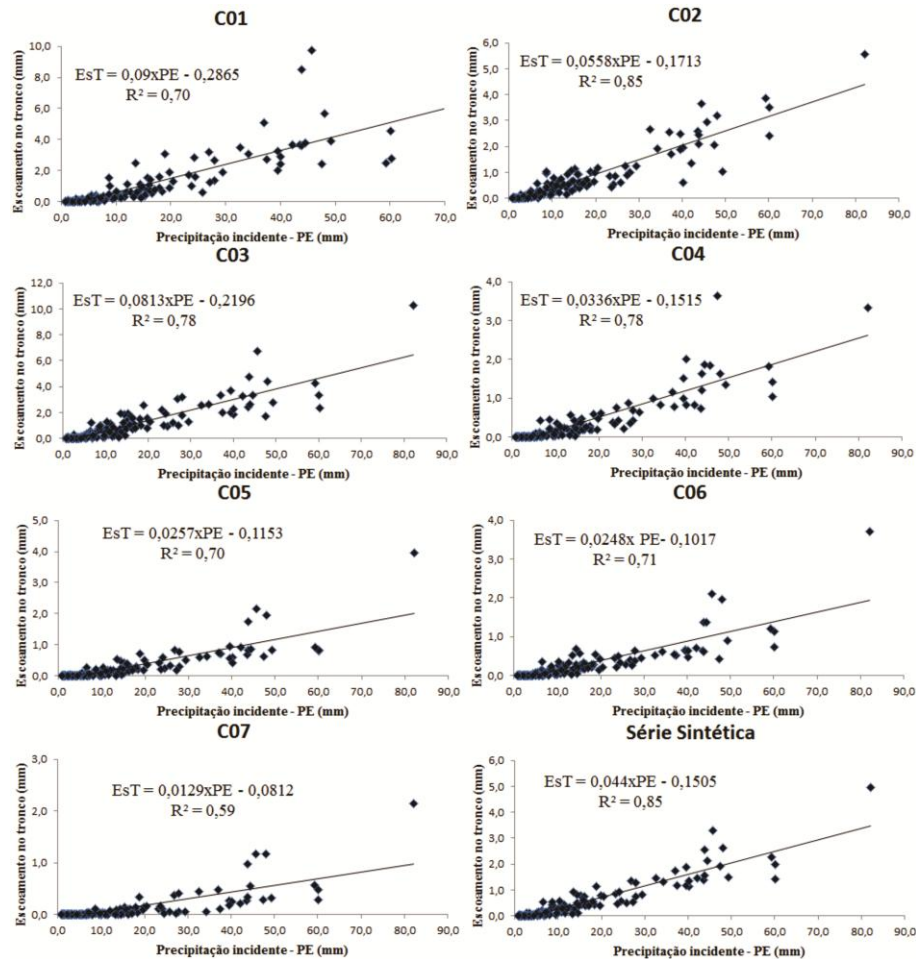 C01
Escoamento no tronco (mm)
10,0
8,0
6,0
4,0
2,0
0,0
EsT = 0,09xPE - 0,2865
R² = 0,70
0,0 10,0 20,0 30,0 40,0 50,0 60,0 70,0
Precipitação incidente - PE (mm)
C02
Escoamento no tronco (mm)
6,0
5,0
4,0
3,0
2,0
1,0
0,0
EsT = 0,0558xPE - 0,1713
R² = 0,85
0,0 10,0 20,0 30,0 40,0 50,0 60,0 70,0 80,0 90,0
Precipitação incidente - PE (mm)
C03
Escoamento no tronco (mm)
12,0
10,0
8,0
6,0
4,0
2,0
0,0
EsT = 0,0813xPE - 0,2196
R² = 0,78
0,0 10,0 20,0 30,0 40,0 50,0 60,0 70,0 80,0 90,0
Precipitação incidente - PE (mm)
C04
Escoamento no tronco (mm)
4,0
3,0
2,0
1,0
0,0
EsT = 0,0336xPE - 0,1515
R² = 0,78
0,0 10,0 20,0 30,0 40,0 50,0 60,0 70,0 80,0 90,0
Precipitação incidente - PE (mm)
C05
Escoamento no tronco (mm)
5,0
4,0
3,0
2,0
1,0
0,0
EsT = 0,0257xPE - 0,1153
R² = 0,70
0,0 10,0 20,0 30,0 40,0 50,0 60,0 70,0 80,0 90,0
Precipitação incidente - PE (mm)
C06
Escoamento no tronco (mm)
4,0
3,0
2,0
1,0
0,0
EsT = 0,0248x PE- 0,1017
R² = 0,71
0,0 10,0 20,0 30,0 40,0 50,0 60,0 70,0 80,0 90,0
Precipitação incidente - PE (mm)
C07
Escoamento no tronco (mm)
3,0
2,0
1,0
0,0
EsT = 0,0129xPE - 0,0812
R² = 0,59
0,0 10,0 20,0 30,0 40,0 50,0 60,0 70,0 80,0 90,0
Precipitação incidente - PE (mm)
Série Sintética
Escoamento no tronco (mm)
6,0
5,0
4,0
3,0
2,0
1,0
0,0
EsT = 0,044xPE - 0,1505
R² = 0,85
0,0 10,0 20,0 30,0 40,0 50,0 60,0 70,0 80,0 90,0
Precipitação incidente - PE (mm)